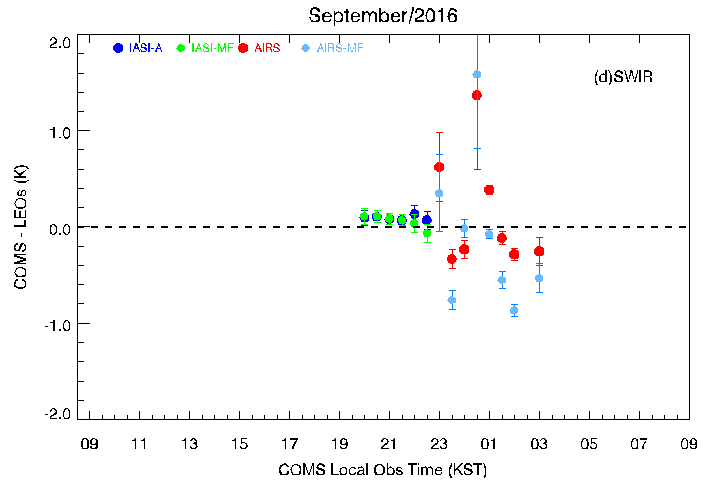 September/2016
IASI-A IASI-MF AIRS AIRS-MF
(d)SWIR
2.0
1.0
0.0
-1.0
-2.0
COMS - LEOs (K)
09 11 13 15 17 19 21 23 01 03 05 07 09
COMS Local Obs Time (KST)